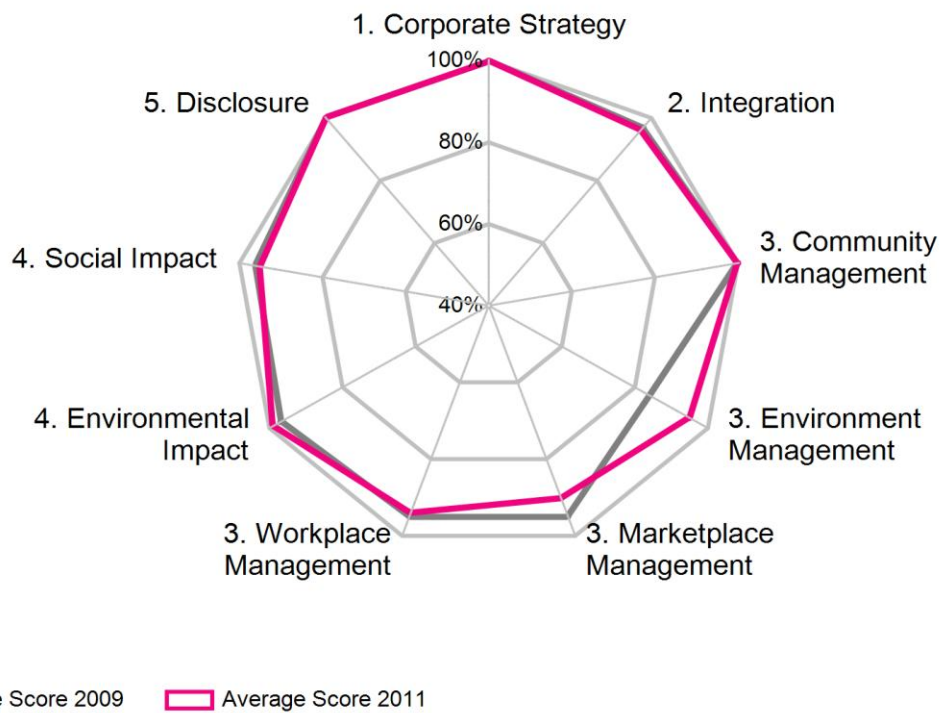 1. Corporate Strategy
100%
5. Disclosure
2. Integration
80%
60%
4. Social Impact
3. Community
Management
40%
4. Environmental
Impact
3. Environment
Management
3. Workplace
Management
3. Marketplace
Management
Score 2009
Average Score 2011